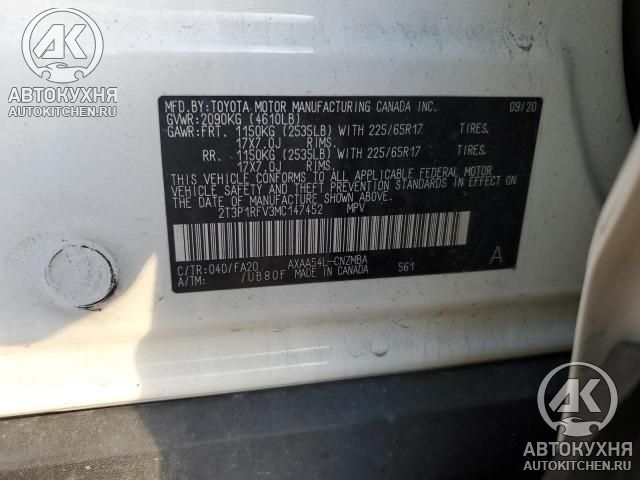 AK
АВТОКУХНЯ
AUTOKITCHEN.RU
MFD.BY:TOYOTA MOTOR MANUFACTURING CANADA INC. 09/20
GVWR:2090KG (4610LB)
GAWR:FRT. 1150KG (2535LB) WITH 225/65R17 TIRES.
17X7.0J RIMS.
RR. 1150KG (2535LB) WITH 225/65R17 TIRES.
17X7.0J RIMS.
THIS VEHICLE CONFORMS TO ALL APPLICABLE FEDERAL MOTOR
VEHICLE SAFETY AND THEFT PREVENTION STANDARDS IN EFFECT
ON THE DATE OF MANUFACTURE SHOWN ABOVE.
2T3P1RFV3MC147452 MPV
C/TR:040/FA20 AXAA54L-CNZMBA A
A/TM: /UB80F MADE IN CANADA 561
AK
АВТОКУХНЯ
AUTOKITCHEN.RU